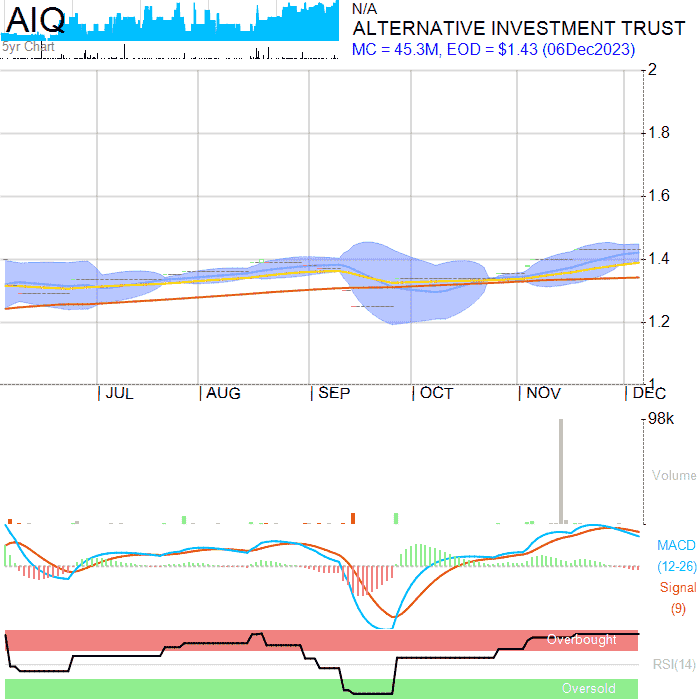 AIQ
5yr Chart
N/A
ALTERNATIVE INVESTMENT TRUST
MC = 45.3M, EOD = $1.43 (06Dec2023)
2
1.8
1.6
1.4
1.2
1
JUL
AUG
SEP
OCT
NOV
DEC
98k
Volume
MACD
(12-26)
Signal
(9)
Overbought
RSI(14)
Oversold